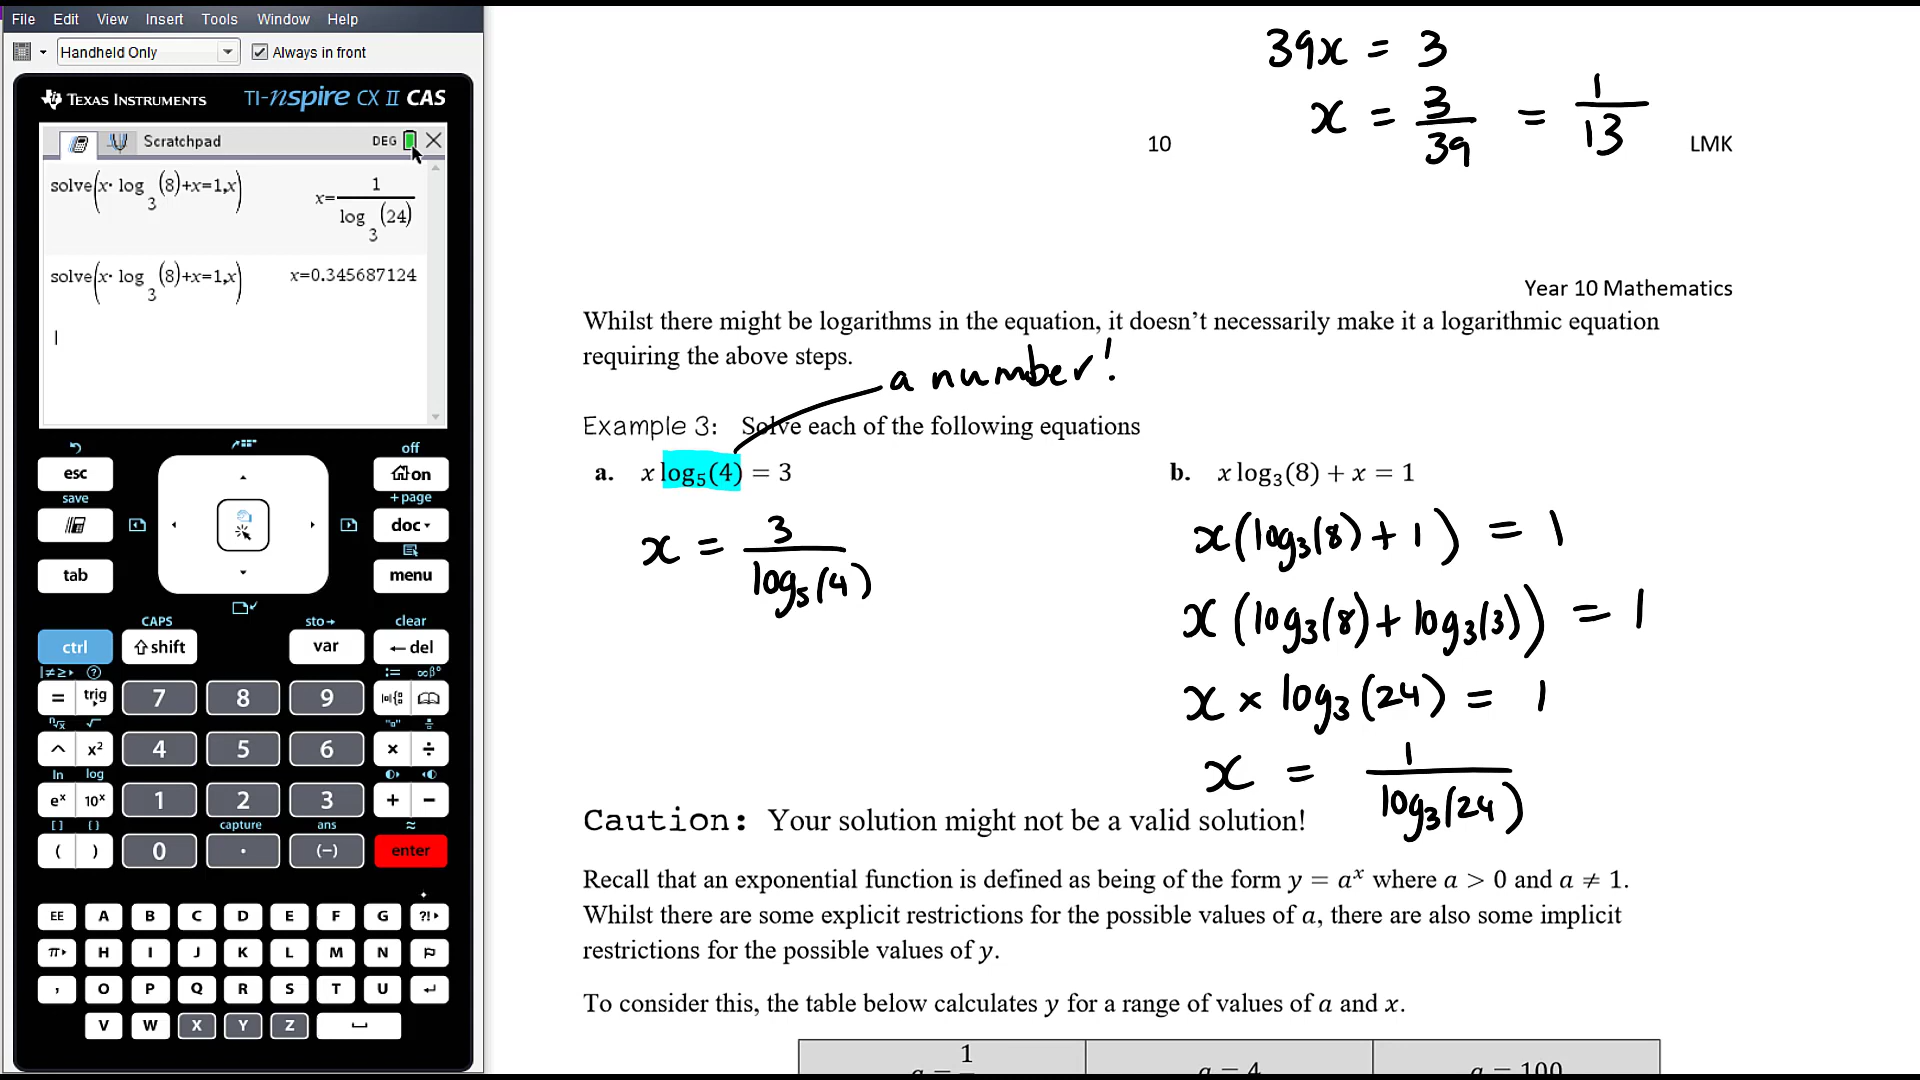 File Edit View Insert Tools Window Help
Handheld Only Always in front
TEXAS INSTRUMENTS TI-nspire CX II CAS
Scratchpad DEG
solve(x·log₃(8)+x=1,x) x=1/log₃(24)
solve(x·log₃(8)+x=1,x) x=0.345687124
off
esc on
save + page
doc
tab menu
CAPS sto→ clear
ctrl shift var ←del
= trig 7 8 9
^ x² 4 5 6 × ÷
ln log
eˣ 10ˣ 1 2 3 + −
[ ] { } capture ans ≈
( ) 0 . (−) enter
EE A B C D E F G ?!▸
π▸ H I J K L M N
, O P Q R S T U ↵
V W X Y Z
39x = 3
x = 3/39 = 1/13
10 LMK
Year 10 Mathematics
Whilst there might be logarithms in the equation, it doesn’t necessarily make it a logarithmic equation
requiring the above steps.
a number!
Example 3: Solve each of the following equations
a. x log₅(4) = 3
x = 3/log₅(4)
b. x log₃(8) + x = 1
x(log₃(8) + 1) = 1
x(log₃(8) + log₃(3)) = 1
x × log₃(24) = 1
x = 1/log₃(24)
Caution: Your solution might not be a valid solution!
Recall that an exponential function is defined as being of the form y = aˣ where a > 0 and a ≠ 1.
Whilst there are some explicit restrictions for the possible values of a, there are also some implicit
restrictions for the possible values of y.
To consider this, the table below calculates y for a range of values of a and x.
a = 4 a = 100